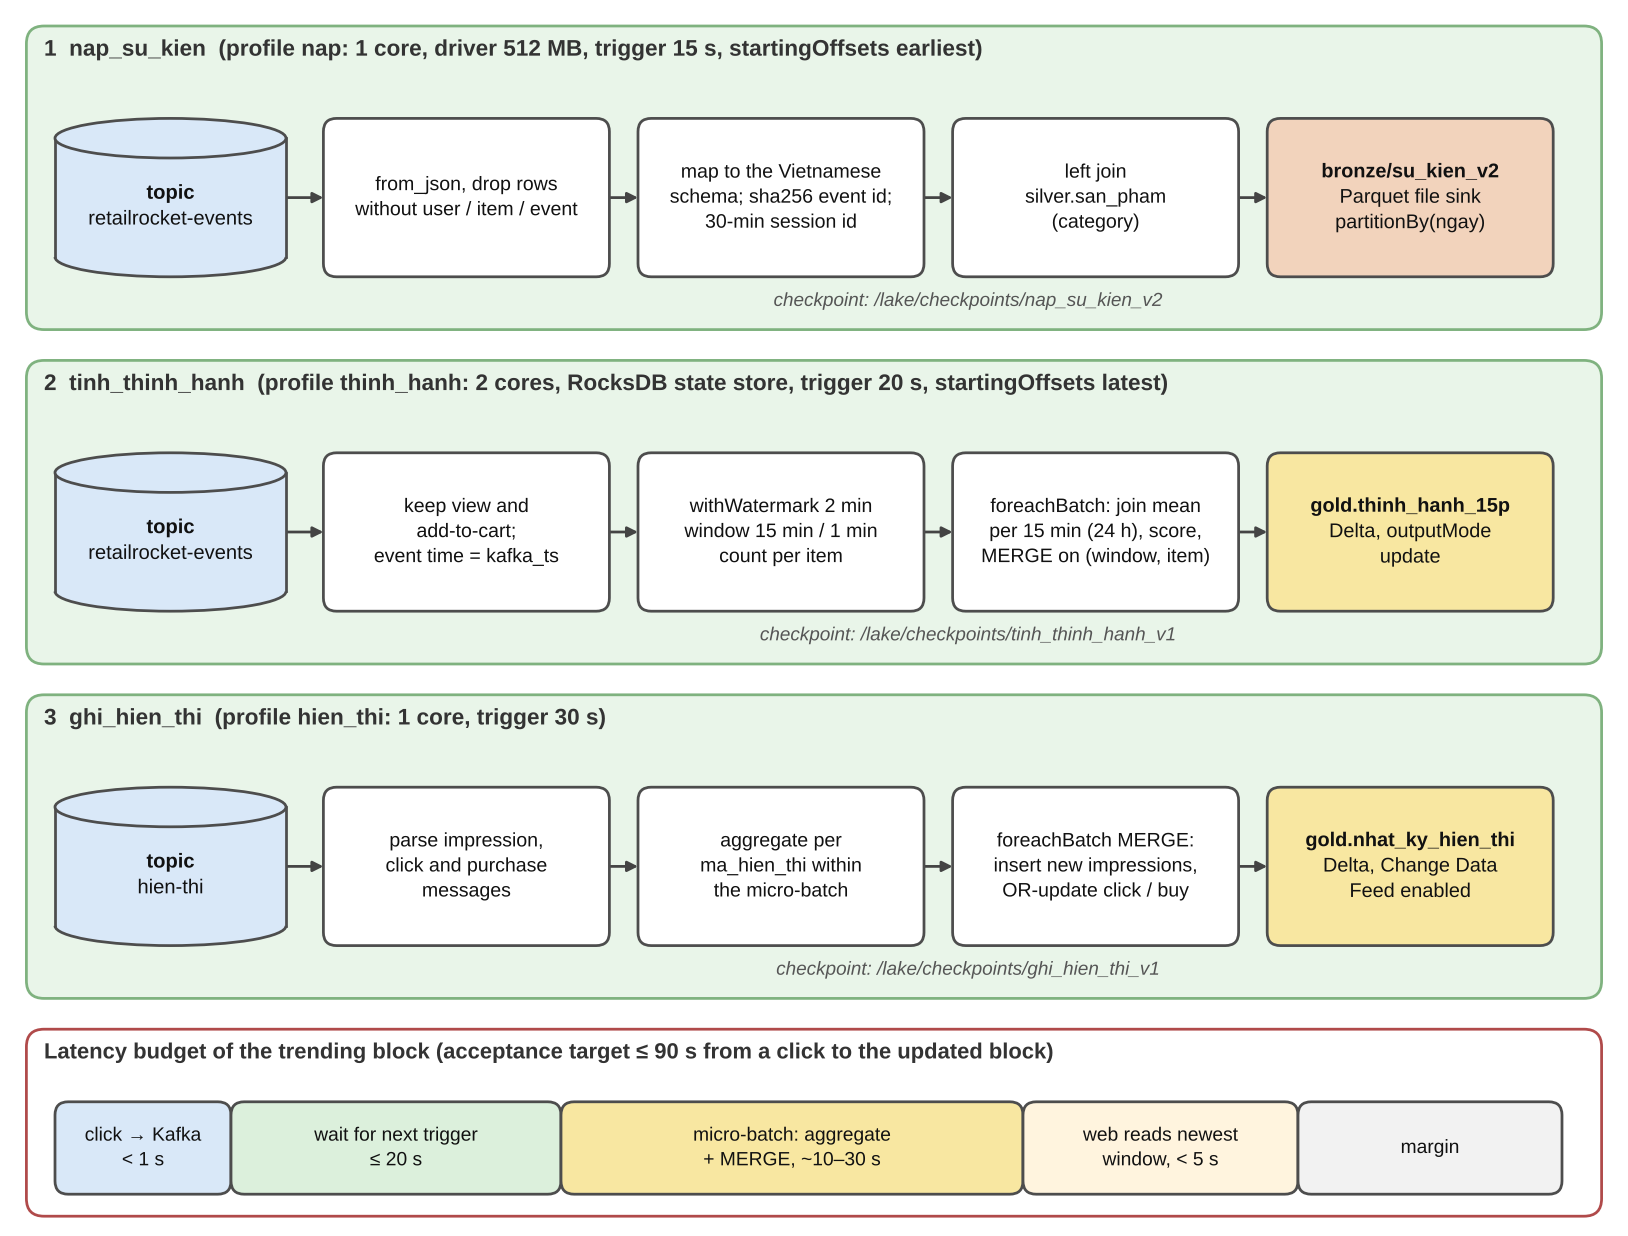 1  nap_su_kien  (profile nap: 1 core, driver 512 MB, trigger 15 s, startingOffsets earliest)
topic
retailrocket-events
from_json, drop rows
without user / item / event
map to the Vietnamese
schema; sha256 event id;
30-min session id
left join
silver.san_pham
(category)
bronze/su_kien_v2
Parquet file sink
partitionBy(ngay)
checkpoint: /lake/checkpoints/nap_su_kien_v2
2  tinh_thinh_hanh  (profile thinh_hanh: 2 cores, RocksDB state store, trigger 20 s, startingOffsets latest)
topic
retailrocket-events
keep view and
add-to-cart;
event time = kafka_ts
withWatermark 2 min
window 15 min / 1 min
count per item
foreachBatch: join mean
per 15 min (24 h), score,
MERGE on (window, item)
gold.thinh_hanh_15p
Delta, outputMode
update
checkpoint: /lake/checkpoints/tinh_thinh_hanh_v1
3  ghi_hien_thi  (profile hien_thi: 1 core, trigger 30 s)
topic
hien-thi
parse impression,
click and purchase
messages
aggregate per
ma_hien_thi within
the micro-batch
foreachBatch MERGE:
insert new impressions,
OR-update click / buy
gold.nhat_ky_hien_thi
Delta, Change Data
Feed enabled
checkpoint: /lake/checkpoints/ghi_hien_thi_v1
Latency budget of the trending block (acceptance target ≤ 90 s from a click to the updated block)
click → Kafka
< 1 s
wait for next trigger
≤ 20 s
micro-batch: aggregate
+ MERGE, ~10–30 s
web reads newest
window, < 5 s
margin